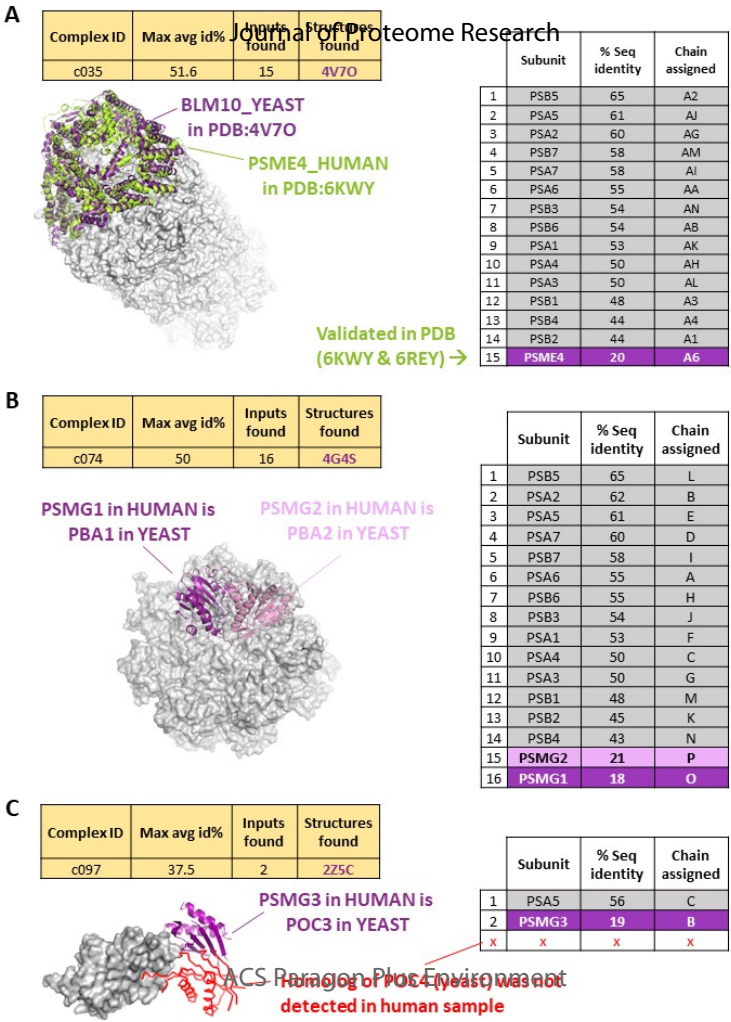 A
Journal of Proteome Research
Complex ID Max avg id% Inputs found Structures found
c035 51.6 15 4V7O
BLM10_YEAST
in PDB:4V7O
PSME4_HUMAN
in PDB:6KWY
Validated in PDB
(6KWY & 6REY) →
Subunit % Seq identity Chain assigned
1 PSB5 65 A2
2 PSA5 61 AJ
3 PSA2 60 AG
4 PSB7 58 AM
5 PSA7 58 AI
6 PSA6 55 AA
7 PSB3 54 AN
8 PSB6 54 AB
9 PSA1 53 AK
10 PSA4 50 AH
11 PSA3 50 AL
12 PSB1 48 A3
13 PSB4 44 A4
14 PSB2 44 A1
15 PSME4 20 A6
B
Complex ID Max avg id% Inputs found Structures found
c074 50 16 4G4S
PSMG1 in HUMAN is
PBA1 in YEAST
PSMG2 in HUMAN is
PBA2 in YEAST
Subunit % Seq identity Chain assigned
1 PSB5 65 L
2 PSA2 62 B
3 PSA5 61 E
4 PSA7 60 D
5 PSB7 58 I
6 PSA6 55 A
7 PSB6 55 H
8 PSB3 54 J
9 PSA1 53 F
10 PSA4 50 C
11 PSA3 50 G
12 PSB1 48 M
13 PSB2 45 K
14 PSB4 43 N
15 PSMG2 21 P
16 PSMG1 18 O
C
Complex ID Max avg id% Inputs found Structures found
c097 37.5 2 2Z5C
PSMG3 in HUMAN is
POC3 in YEAST
Subunit % Seq identity Chain assigned
1 PSA5 56 C
2 PSMG3 19 B
x x x x
ACS Paragon Plus Environment
Homolog of POC4 (yeast) was not
detected in human sample